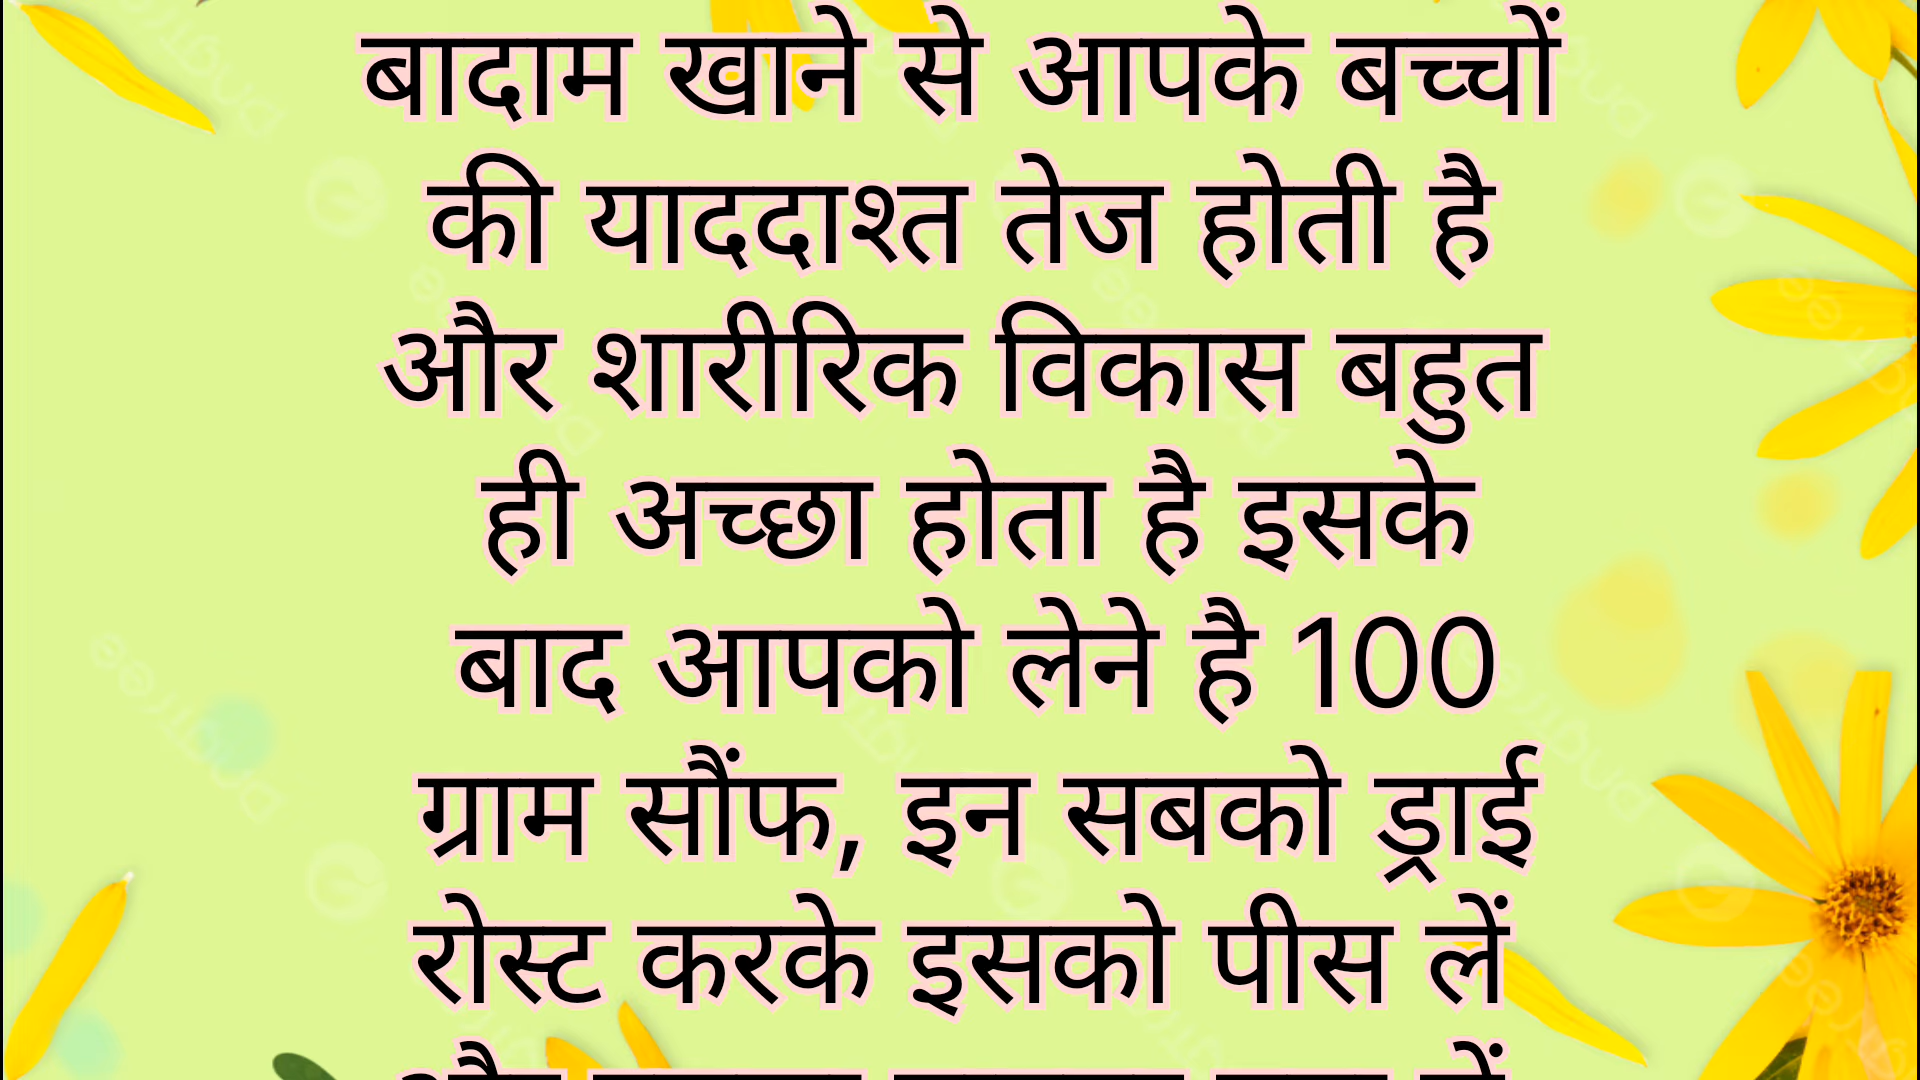 बादाम खाने से आपके बच्चों
की याददाश्त तेज होती है
और शारीरिक विकास बहुत
ही अच्छा होता है इसके
बाद आपको लेने है 100
ग्राम सौंफ, इन सबको ड्राई
रोस्ट करके इसको पीस लें